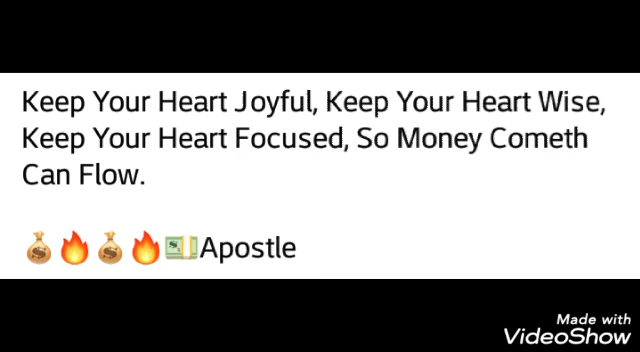 Keep Your Heart Joyful, Keep Your Heart Wise,
Keep Your Heart Focused, So Money Cometh
Can Flow.
💰🔥💰🔥💵Apostle
Made with
VideoShow